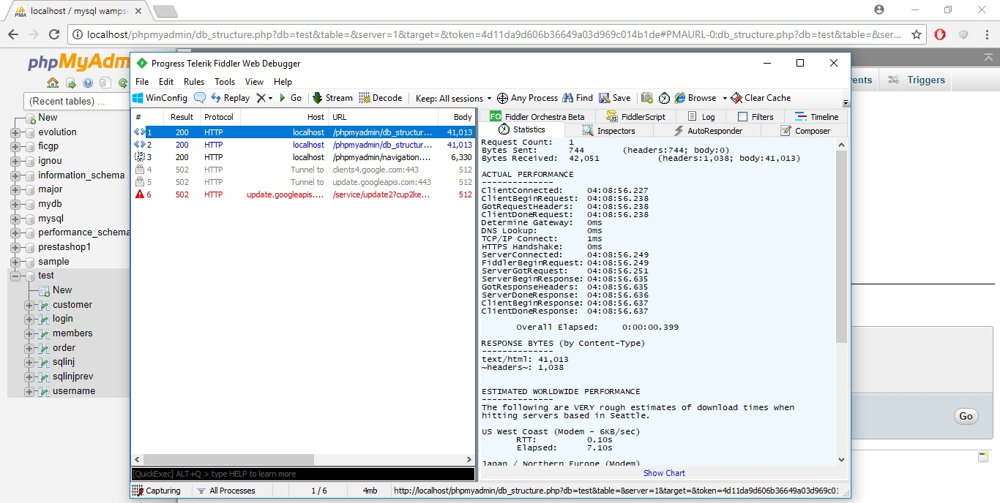 localhost / mysql wampse
localhost/phpmyadmin/db_structure.php?db=test&table=&server=1&target=&token=4d11da9d606b36649a03d969c014b1de#PMAURL-0:db_structure.php?db=test&table=&ser...
phpMyAdm
(Recent tables) ...
New
evolution
ficgp
ignou
information_schema
major
mydb
mysql
performance_schema
prestashop1
sample
test
New
customer
login
members
order
sqlinj
sqlinjprev
username
Progress Telerik Fiddler Web Debugger
File Edit Rules Tools View Help
WinConfig Replay Go Stream Decode Keep: All sessions Any Process Find Save Browse Clear Cache
# Result Protocol Host URL Body
1 200 HTTP localhost /phpmyadmin/db_structur... 41,013
2 200 HTTP localhost /phpmyadmin/db_structur... 41,013
3 200 HTTP localhost /phpmyadmin/navigation.... 6,330
4 502 HTTP Tunnel to clients4.google.com:443 512
5 502 HTTP Tunnel to update.googleapis.com:443 512
6 502 HTTP update.googleapis.... /service/update2?cup2ke... 512
[QuickExec] ALT+Q > type HELP to learn more
Capturing All Processes 1 / 6 4mb http://localhost/phpmyadmin/db_structure.php?db=test&table=&server=1&target=&token=4d11da9d606b36649a03d969c01
FO Fiddler Orchestra Beta FiddlerScript Log Filters Timeline
Statistics Inspectors AutoResponder Composer
Request Count: 1
Bytes Sent: 744 (headers:744; body:0)
Bytes Received: 42,051 (headers:1,038; body:41,013)
ACTUAL PERFORMANCE
--------------
ClientConnected: 04:08:56.227
ClientBeginRequest: 04:08:56.238
GotRequestHeaders: 04:08:56.238
ClientDoneRequest: 04:08:56.238
Determine Gateway: 0ms
DNS Lookup: 0ms
TCP/IP Connect: 1ms
HTTPS Handshake: 0ms
ServerConnected: 04:08:56.249
FiddlerBeginRequest: 04:08:56.249
ServerGotRequest: 04:08:56.251
ServerBeginResponse: 04:08:56.635
GotResponseHeaders: 04:08:56.635
ServerDoneResponse: 04:08:56.636
ClientBeginResponse: 04:08:56.637
ClientDoneResponse: 04:08:56.637
Overall Elapsed: 0:00:00.399
RESPONSE BYTES (by Content-Type)
--------------
text/html: 41,013
~headers~: 1,038
ESTIMATED WORLDWIDE PERFORMANCE
--------------
The following are VERY rough estimates of download times when
hitting servers based in Seattle.
US West Coast (Modem - 6KB/sec)
RTT: 0.10s
Elapsed: 7.10s
Japan / Northern Europe (Modem)
Show Chart
ents Triggers
Go